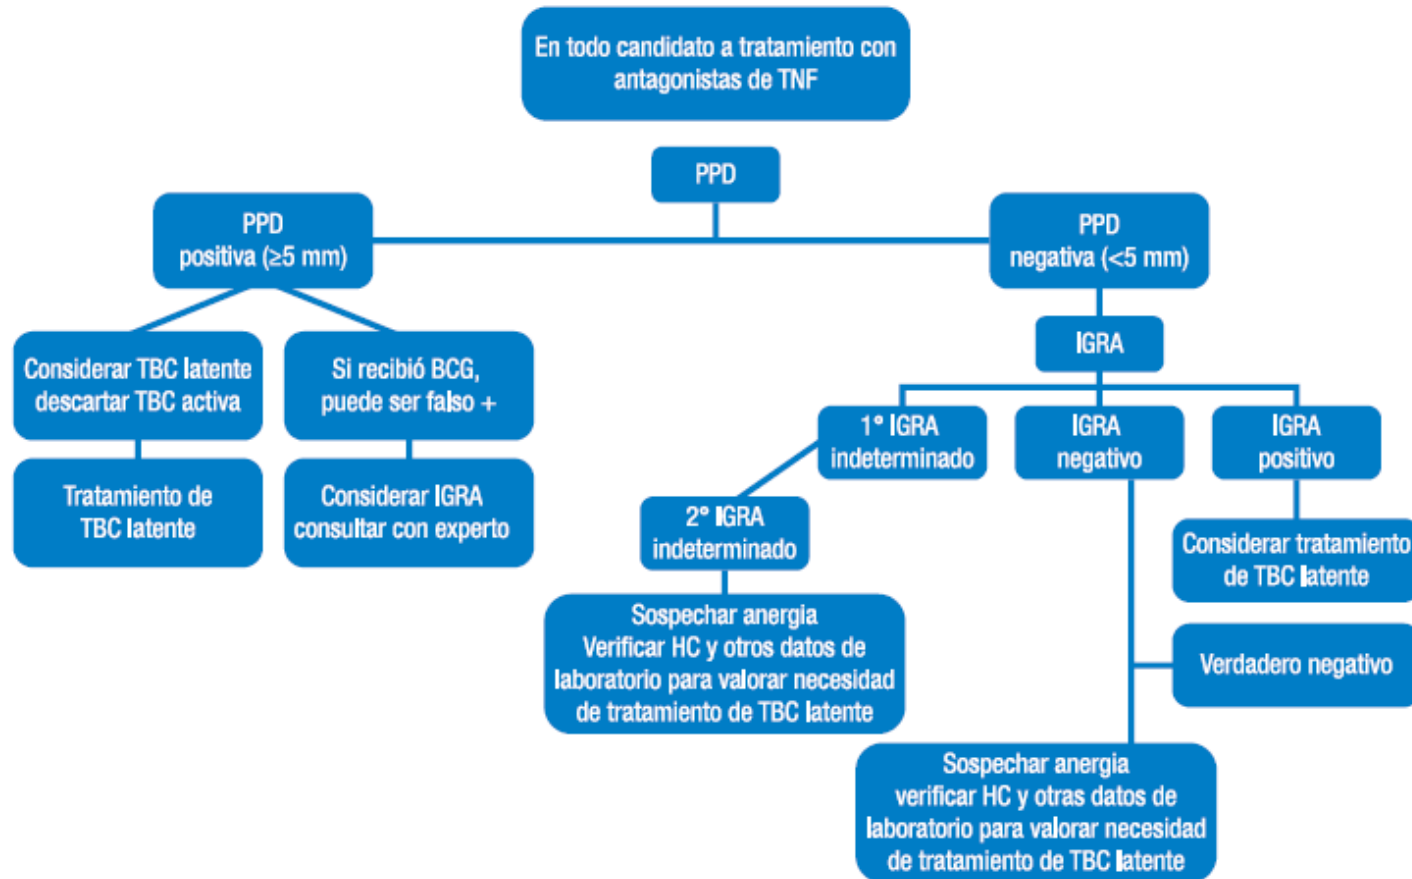 En todo candidato a tratamiento con
antagonistas de TNF
PPD
PPD
positiva (≥5 mm)
PPD
negativa (<5 mm)
Considerar TBC latente
descartar TBC activa
Si recibió BCG,
puede ser falso +
IGRA
Tratamiento de
TBC latente
Considerar IGRA
consultar con experto
1° IGRA
indeterminado
IGRA
negativo
IGRA
positivo
2° IGRA
indeterminado
Considerar tratamiento
de TBC latente
Sospechar anergia
Verificar HC y otros datos de
laboratorio para valorar necesidad
de tratamiento de TBC latente
Verdadero negativo
Sospechar anergia
verificar HC y otras datos de
laboratorio para valorar necesidad
de tratamiento de TBC latente